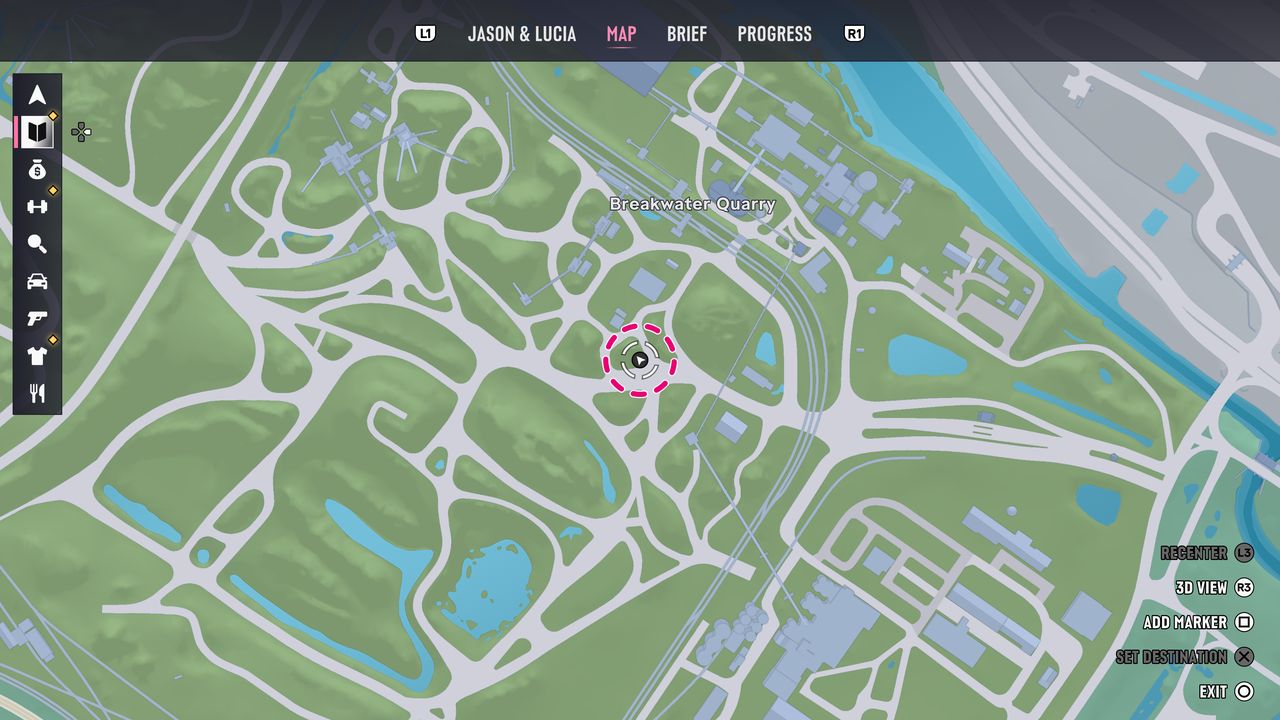 L1 JASON & LUCIA MAP BRIEF PROGRESS R1
Breakwater Quarry
RECENTER L3
3D VIEW R3
ADD MARKER
SET DESTINATION
EXIT